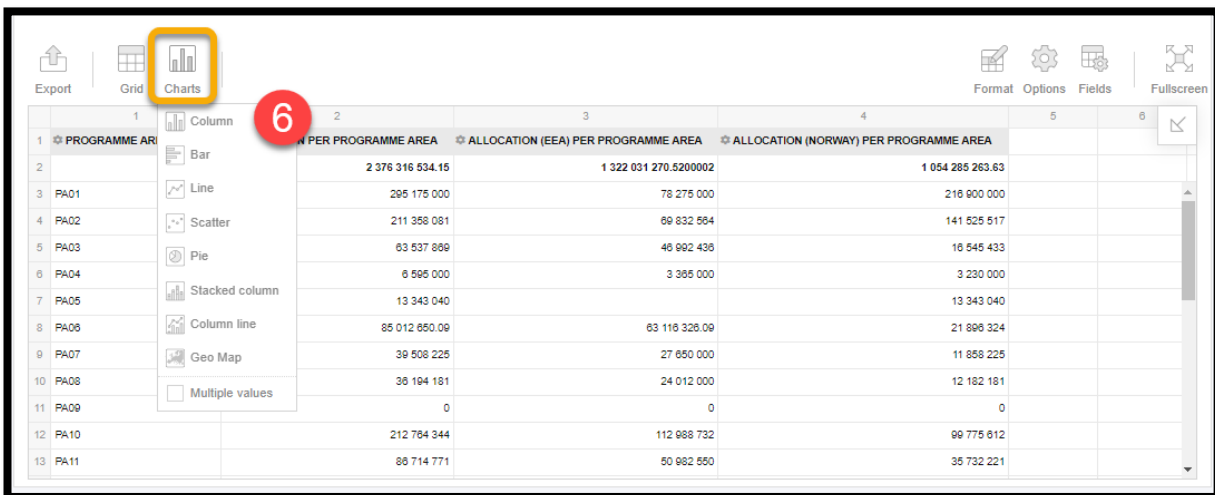 Export Grid Charts Format Options Fields Fullscreen
1 2 3 4 5 6
Column
6
1 PROGRAMME AR N PER PROGRAMME AREA ALLOCATION (EEA) PER PROGRAMME AREA ALLOCATION (NORWAY) PER PROGRAMME AREA
Bar
2 2 376 316 534.15 1 322 031 270.5200002 1 054 285 263.63
Line
3 PA01 295 175 000 78 275 000 216 900 000
Scatter
4 PA02 211 358 081 69 832 564 141 525 517
5 PA03 63 537 869 46 992 436 16 545 433
Pie
6 PA04 6 595 000 3 365 000 3 230 000
Stacked column
7 PA05 13 343 040 13 343 040
Column line
8 PA06 85 012 650.09 63 116 326.09 21 896 324
Geo Map
9 PA07 39 508 225 27 650 000 11 858 225
10 PA08 36 194 181 24 012 000 12 182 181
Multiple values
11 PA09 0 0 0
12 PA10 212 764 344 112 988 732 99 775 612
13 PA11 86 714 771 50 982 550 35 732 221